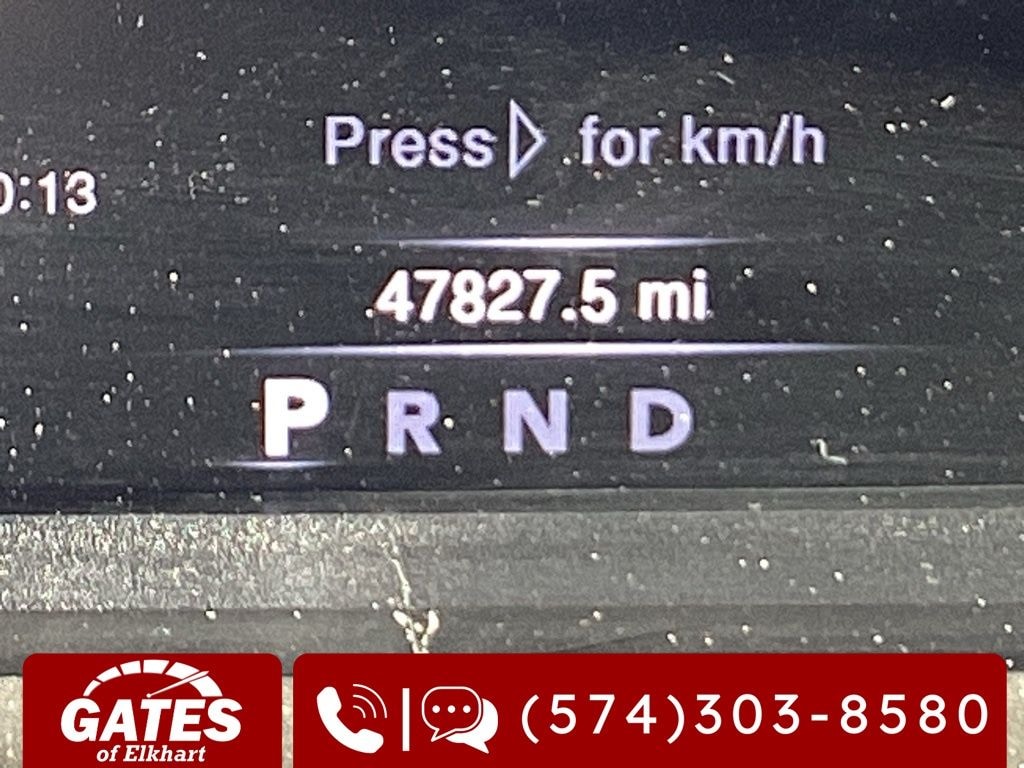 Press ▷ for km/h
0:13
47827.5 mi
P R N D
GATES
of Elkhart
(574)303-8580